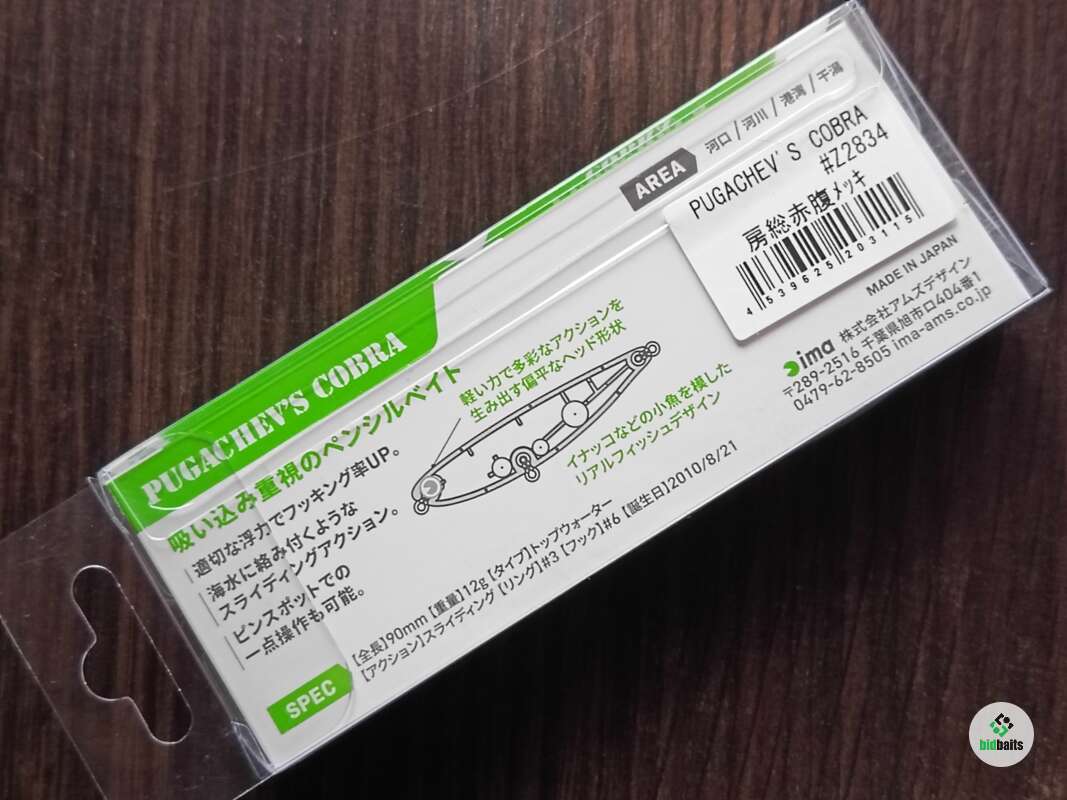 AREA
河口/河川/港湾/干潟
PUGACHEV'S COBRA
#Z2834
房総赤腹メッキ
4 539625 203115
MADE IN JAPAN
ima 株式会社アムズデザイン
〒289-2516 千葉県旭市ロ404番1
0479-62-8505 ima-ams.co.jp
PUGACHEV'S COBRA
吸い込み重視のペンシルベイト
適切な浮力でフッキング率UP。
海水に絡み付くような
スライディングアクション。
ピンスポットでの
一点操作も可能。
軽い力で多彩なアクションを
生み出す偏平なヘッド形状
イナッコなどの小魚を模した
リアルフィッシュデザイン
SPEC
[全長]90mm [重量]12g [タイプ]トップウォーター
[アクション]スライディング [リング]#3 [フック]#6 [誕生日]2010/8/21
bidbaits